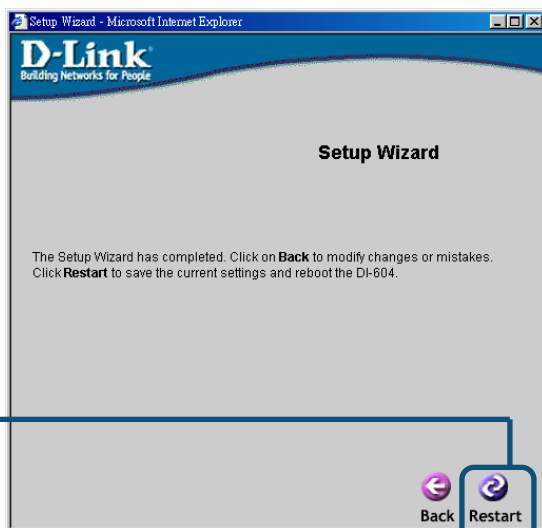 Setup Wizard - Microsoft Internet Explorer
D-Link
Building Networks for People
Setup Wizard
The Setup Wizard has completed. Click on Back to modify changes or mistakes.
Click Restart to save the current settings and reboot the DI-604.
Back Restart